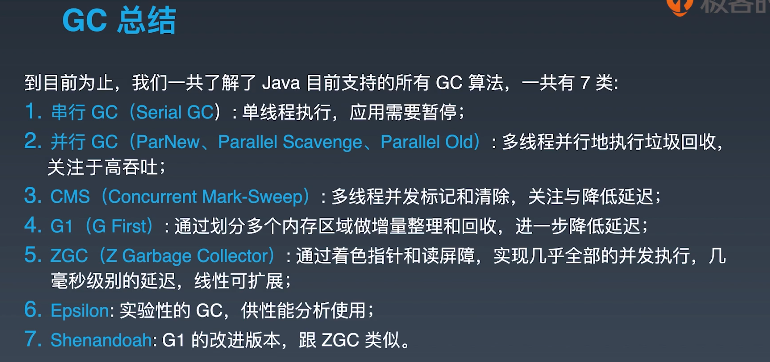 GC 总结
到目前为止，我们一共了解了 Java 目前支持的所有 GC 算法，一共有 7 类:
1. 串行 GC（Serial GC）: 单线程执行，应用需要暂停；
2. 并行 GC（ParNew、Parallel Scavenge、Parallel Old）: 多线程并行地执行垃圾回收，
关注于高吞吐；
3. CMS（Concurrent Mark-Sweep）: 多线程并发标记和清除，关注与降低延迟；
4. G1（G First）: 通过划分多个内存区域做增量整理和回收，进一步降低延迟；
5. ZGC（Z Garbage Collector）: 通过着色指针和读屏障，实现几乎全部的并发执行，几
毫秒级别的延迟，线性可扩展；
6. Epsilon: 实验性的 GC，供性能分析使用；
7. Shenandoah: G1 的改进版本，跟 ZGC 类似。